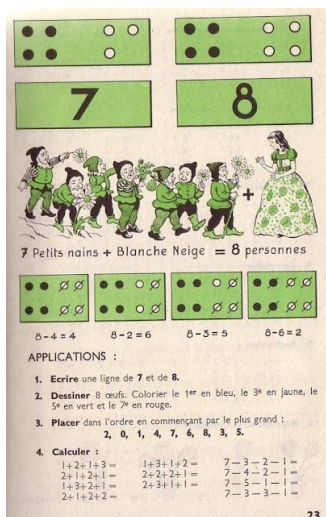 7 8
+
7 Petits nains + Blanche Neige = 8 personnes
8-4=4 8-2=6 8-3=5 8-6=2
APPLICATIONS :
1. Ecrire une ligne de 7 et de 8.
2. Dessiner 8 œufs. Colorier le 1er en bleu, le 3e en jaune, le
5e en vert et le 7e en rouge.
3. Placer dans l'ordre en commençant par le plus grand :
2, 0, 1, 4, 7, 6, 8, 3, 5.
4. Calculer :
1+2+1+3= 1+3+1+2= 7—3—2—1=
2+1+2+1= 2+2+2+1= 7—4—2—1=
1+3+2+1= 2+3+1+1= 7—5—1—1=
2+1+2+2= 7—3—3—1=
23